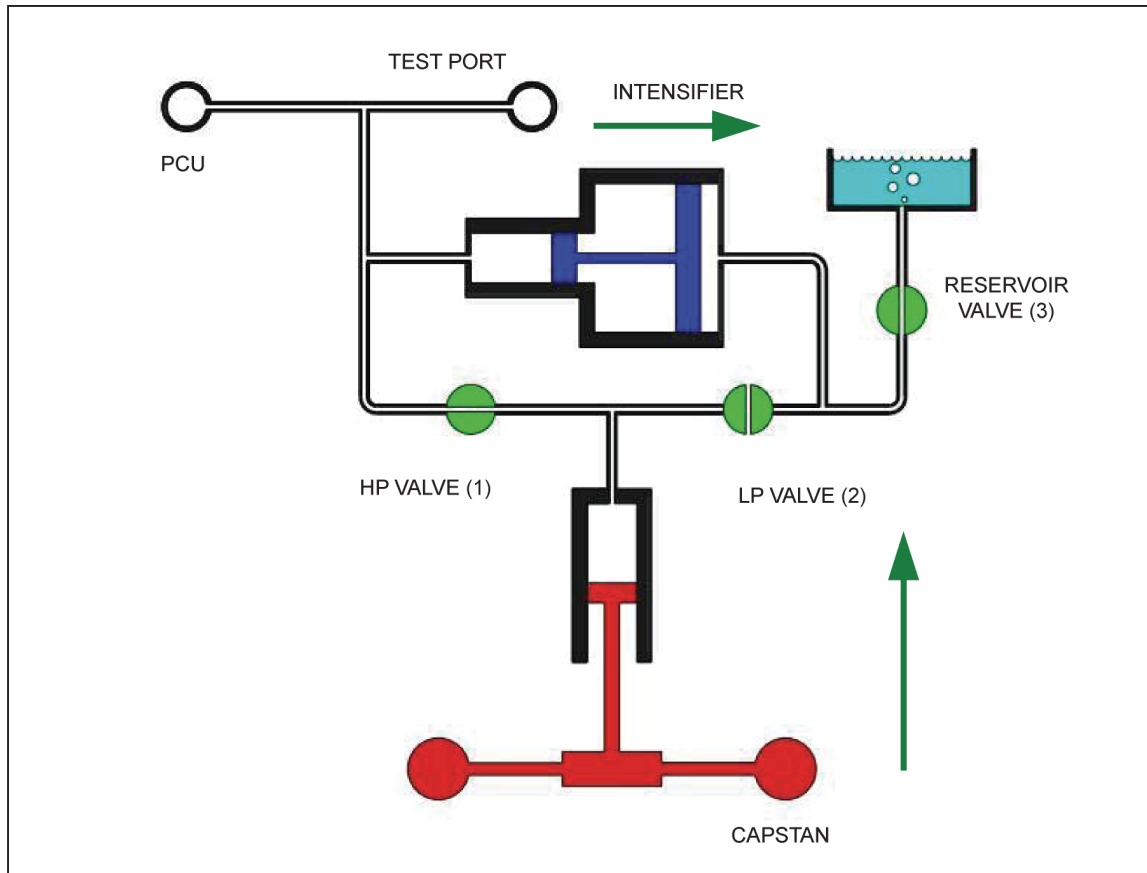 TEST PORT
INTENSIFIER
PCU
RESERVOIR
VALVE (3)
HP VALVE (1)
LP VALVE (2)
CAPSTAN